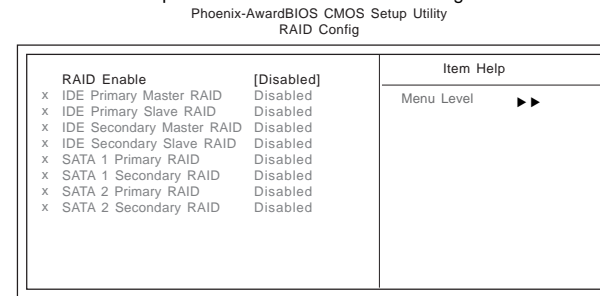 Phoenix-AwardBIOS CMOS Setup Utility
RAID Config
RAID Enable [Disabled]
x IDE Primary Master RAID Disabled
x IDE Primary Slave RAID Disabled
x IDE Secondary Master RAID Disabled
x IDE Secondary Slave RAID Disabled
x SATA 1 Primary RAID Disabled
x SATA 1 Secondary RAID Disabled
x SATA 2 Primary RAID Disabled
x SATA 2 Secondary RAID Disabled
Item Help
Menu Level ▶▶